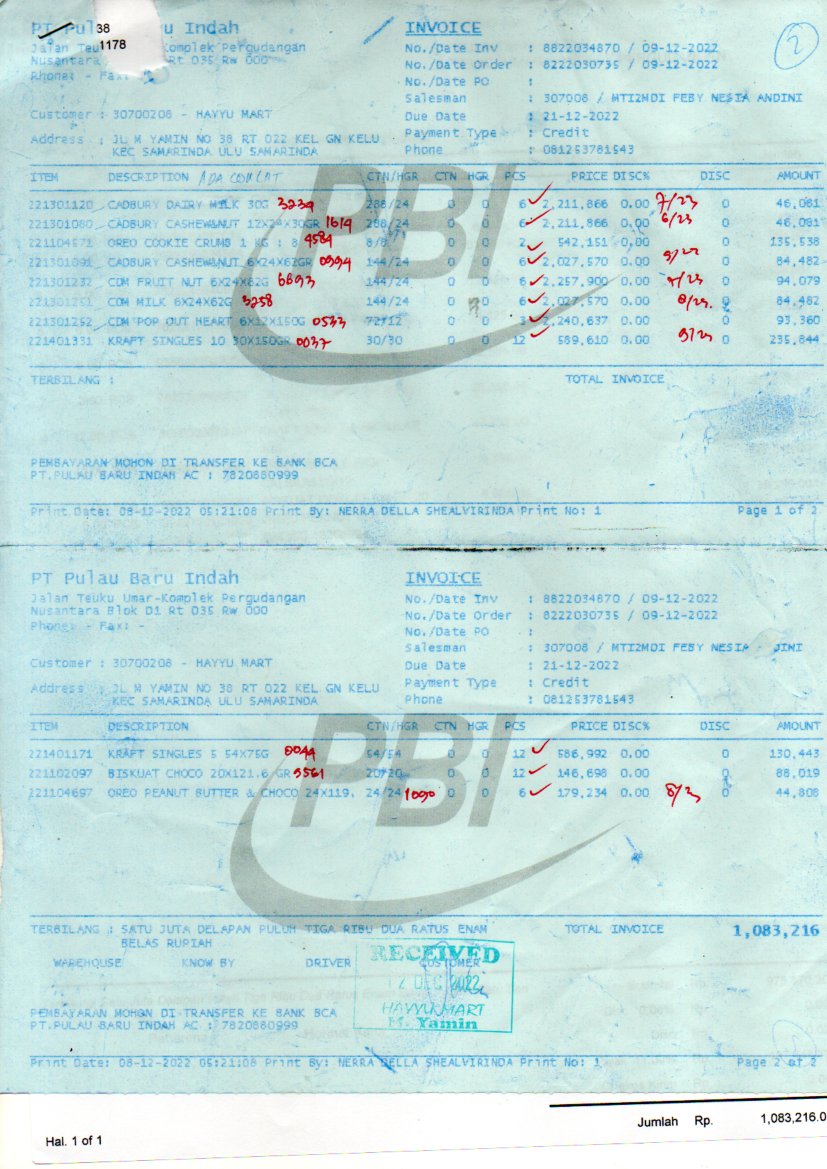 PT Pulau Baru Indah
38
1178
INVOICE
2
Jalan Teuku Komplek Pergudangan
Nusantara Rt 035 Rw 000
Phone: - Fax:
No./Date Inv : 8822034870 / 09-12-2022
No./Date Order : 8222030735 / 09-12-2022
No./Date PO :
Salesman : 307008 / MTI2MDI FEBY NESIA ANDINI
Customer : 30700208 - HAYYU MART
Due Date : 21-12-2022
Address : JL M YAMIN NO 38 RT 022 KEL GN KELU
KEC SAMARINDA ULU SAMARINDA
Payment Type : Credit
Phone : 081253781543
ITEM DESCRIPTION CTN/HGR CTN HGR PCS PRICE DISC% DISC AMOUNT
221301120 CADBURY DAIRY MILK 30G 3239 288/24 0 0 6 2,211,866 0.00 7/23 0 46,081
221301080 CADBURY CASHEW&NUT 12X24X30GR 1614 288/24 0 0 6 2,211,866 0.00 6/23 0 46,081
221104571 OREO COOKIE CRUMB 1 KG : 8 4584 8/8 0 0 2 542,151 0.00 0 135,538
221301091 CADBURY CASHEW&NUT 6X24X62GR 0994 144/24 0 0 6 2,027,570 0.00 0 84,482
221301232 CDM FRUIT NUT 6X24X62G 6693 144/24 0 0 6 2,257,900 0.00 0 94,079
221301251 CDM MILK 6X24X62G 3258 144/24 0 0 6 2,027,570 0.00 8/23 0 84,482
221301252 CDM POP OUT HEART 6X12X150G 0533 72/12 0 0 3 2,240,637 0.00 0 93,360
221401331 KRAFT SINGLES 10 30X150GR 0037 30/30 0 0 12 589,610 0.00 9/23 0 235,844
TERBILANG :
TOTAL INVOICE
PEMBAYARAN MOHON DI TRANSFER KE BANK BCA
PT.PULAU BARU INDAH AC : 7820880999
Print Date: 08-12-2022 05:21:08 Print By: NERRA DELLA SHEALVIRINDA Print No: 1 Page 1 of 2
PBI
PT Pulau Baru Indah
INVOICE
Jalan Teuku Umar-Komplek Pergudangan
Nusantara Blok D1 Rt 035 Rw 000
Phone: - Fax: -
No./Date Inv : 8822034870 / 09-12-2022
No./Date Order : 8222030735 / 09-12-2022
No./Date PO :
Salesman : 307008 / MTI2MDI FEBY NESIA DINI
Customer : 30700208 - HAYYU MART
Due Date : 21-12-2022
Address : JL M YAMIN NO 38 RT 022 KEL GN KELU
KEC SAMARINDA ULU SAMARINDA
Payment Type : Credit
Phone : 081253781543
ITEM DESCRIPTION CTN/HGR CTN HGR PCS PRICE DISC% DISC AMOUNT
221401171 KRAFT SINGLES 5 54X75G 0044 54/54 0 0 12 586,992 0.00 0 130,443
221102097 BISKUAT CHOCO 20X121.6 GR 9561 20/20 0 0 12 146,698 0.00 0 88,019
221104697 OREO PEANUT BUTTER & CHOCO 24X119. 24/24 1090 0 0 6 179,234 0.00 8/23 0 44,808
PBI
TERBILANG : SATU JUTA DELAPAN PULUH TIGA RIBU DUA RATUS ENAM
BELAS RUPIAH
TOTAL INVOICE 1,083,216
WAREHOUSE KNOW BY DRIVER CUSTOMER
RECEIVED
12 DEC 2022
HAYYU MART
M. Yamin
PEMBAYARAN MOHON DI TRANSFER KE BANK BCA
PT.PULAU BARU INDAH AC : 7820880999
Print Date: 08-12-2022 05:21:08 Print By: NERRA DELLA SHEALVIRINDA Print No: 1 Page 2 of 2
Jumlah Rp. 1,083,216.0
Hal. 1 of 1